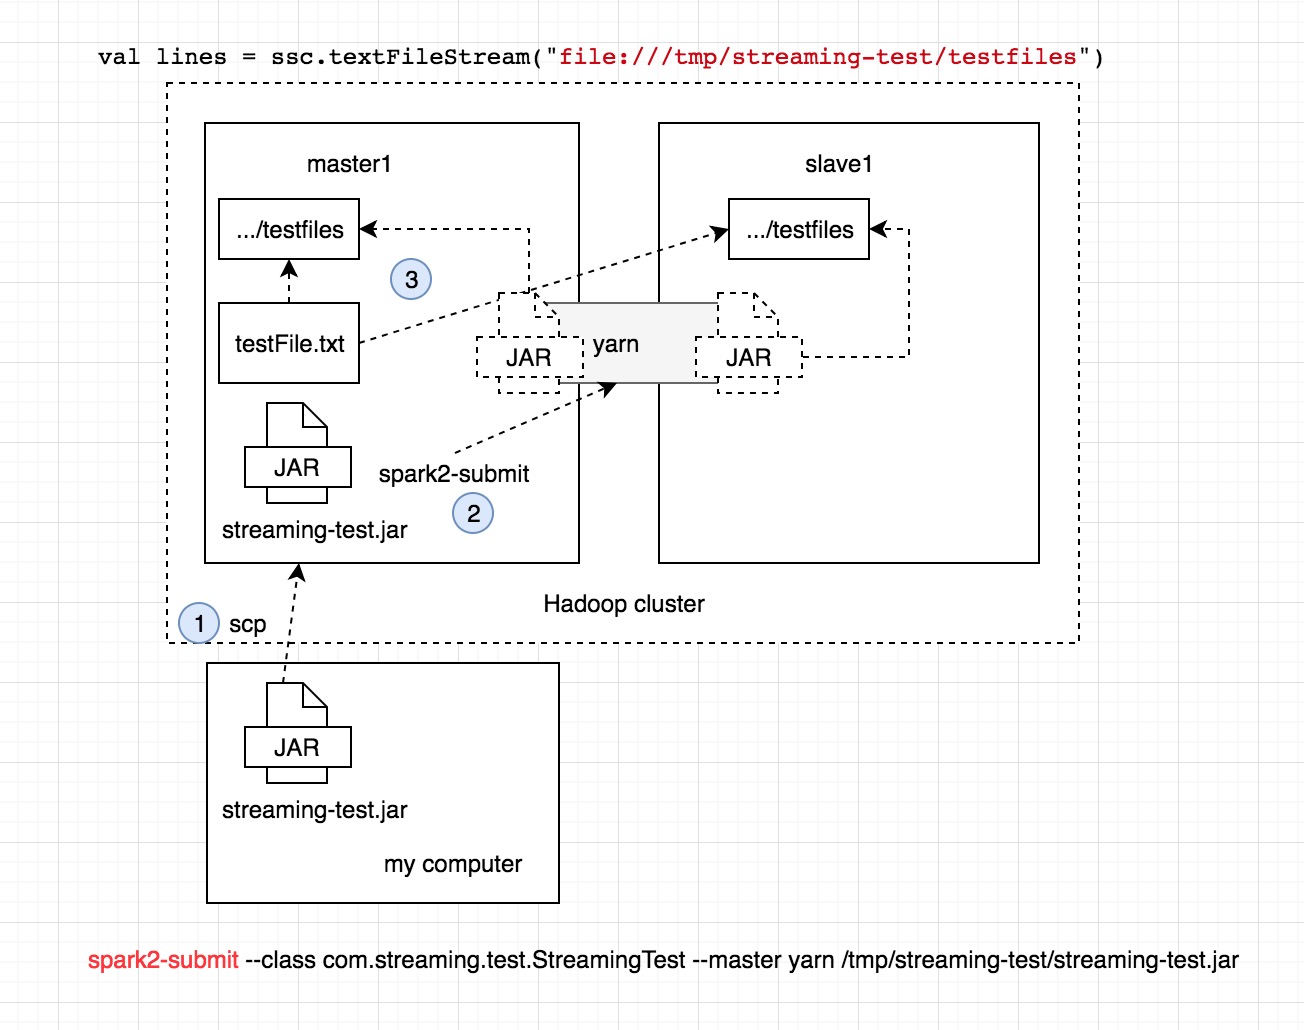 val lines = ssc.textFileStream("file:///tmp/streaming-test/testfiles")
master1
slave1
.../testfiles
.../testfiles
3
testFile.txt
JAR
yarn
JAR
JAR
spark2-submit
2
streaming-test.jar
Hadoop cluster
1
scp
JAR
streaming-test.jar
my computer
spark2-submit --class com.streaming.test.StreamingTest --master yarn /tmp/streaming-test/streaming-test.jar